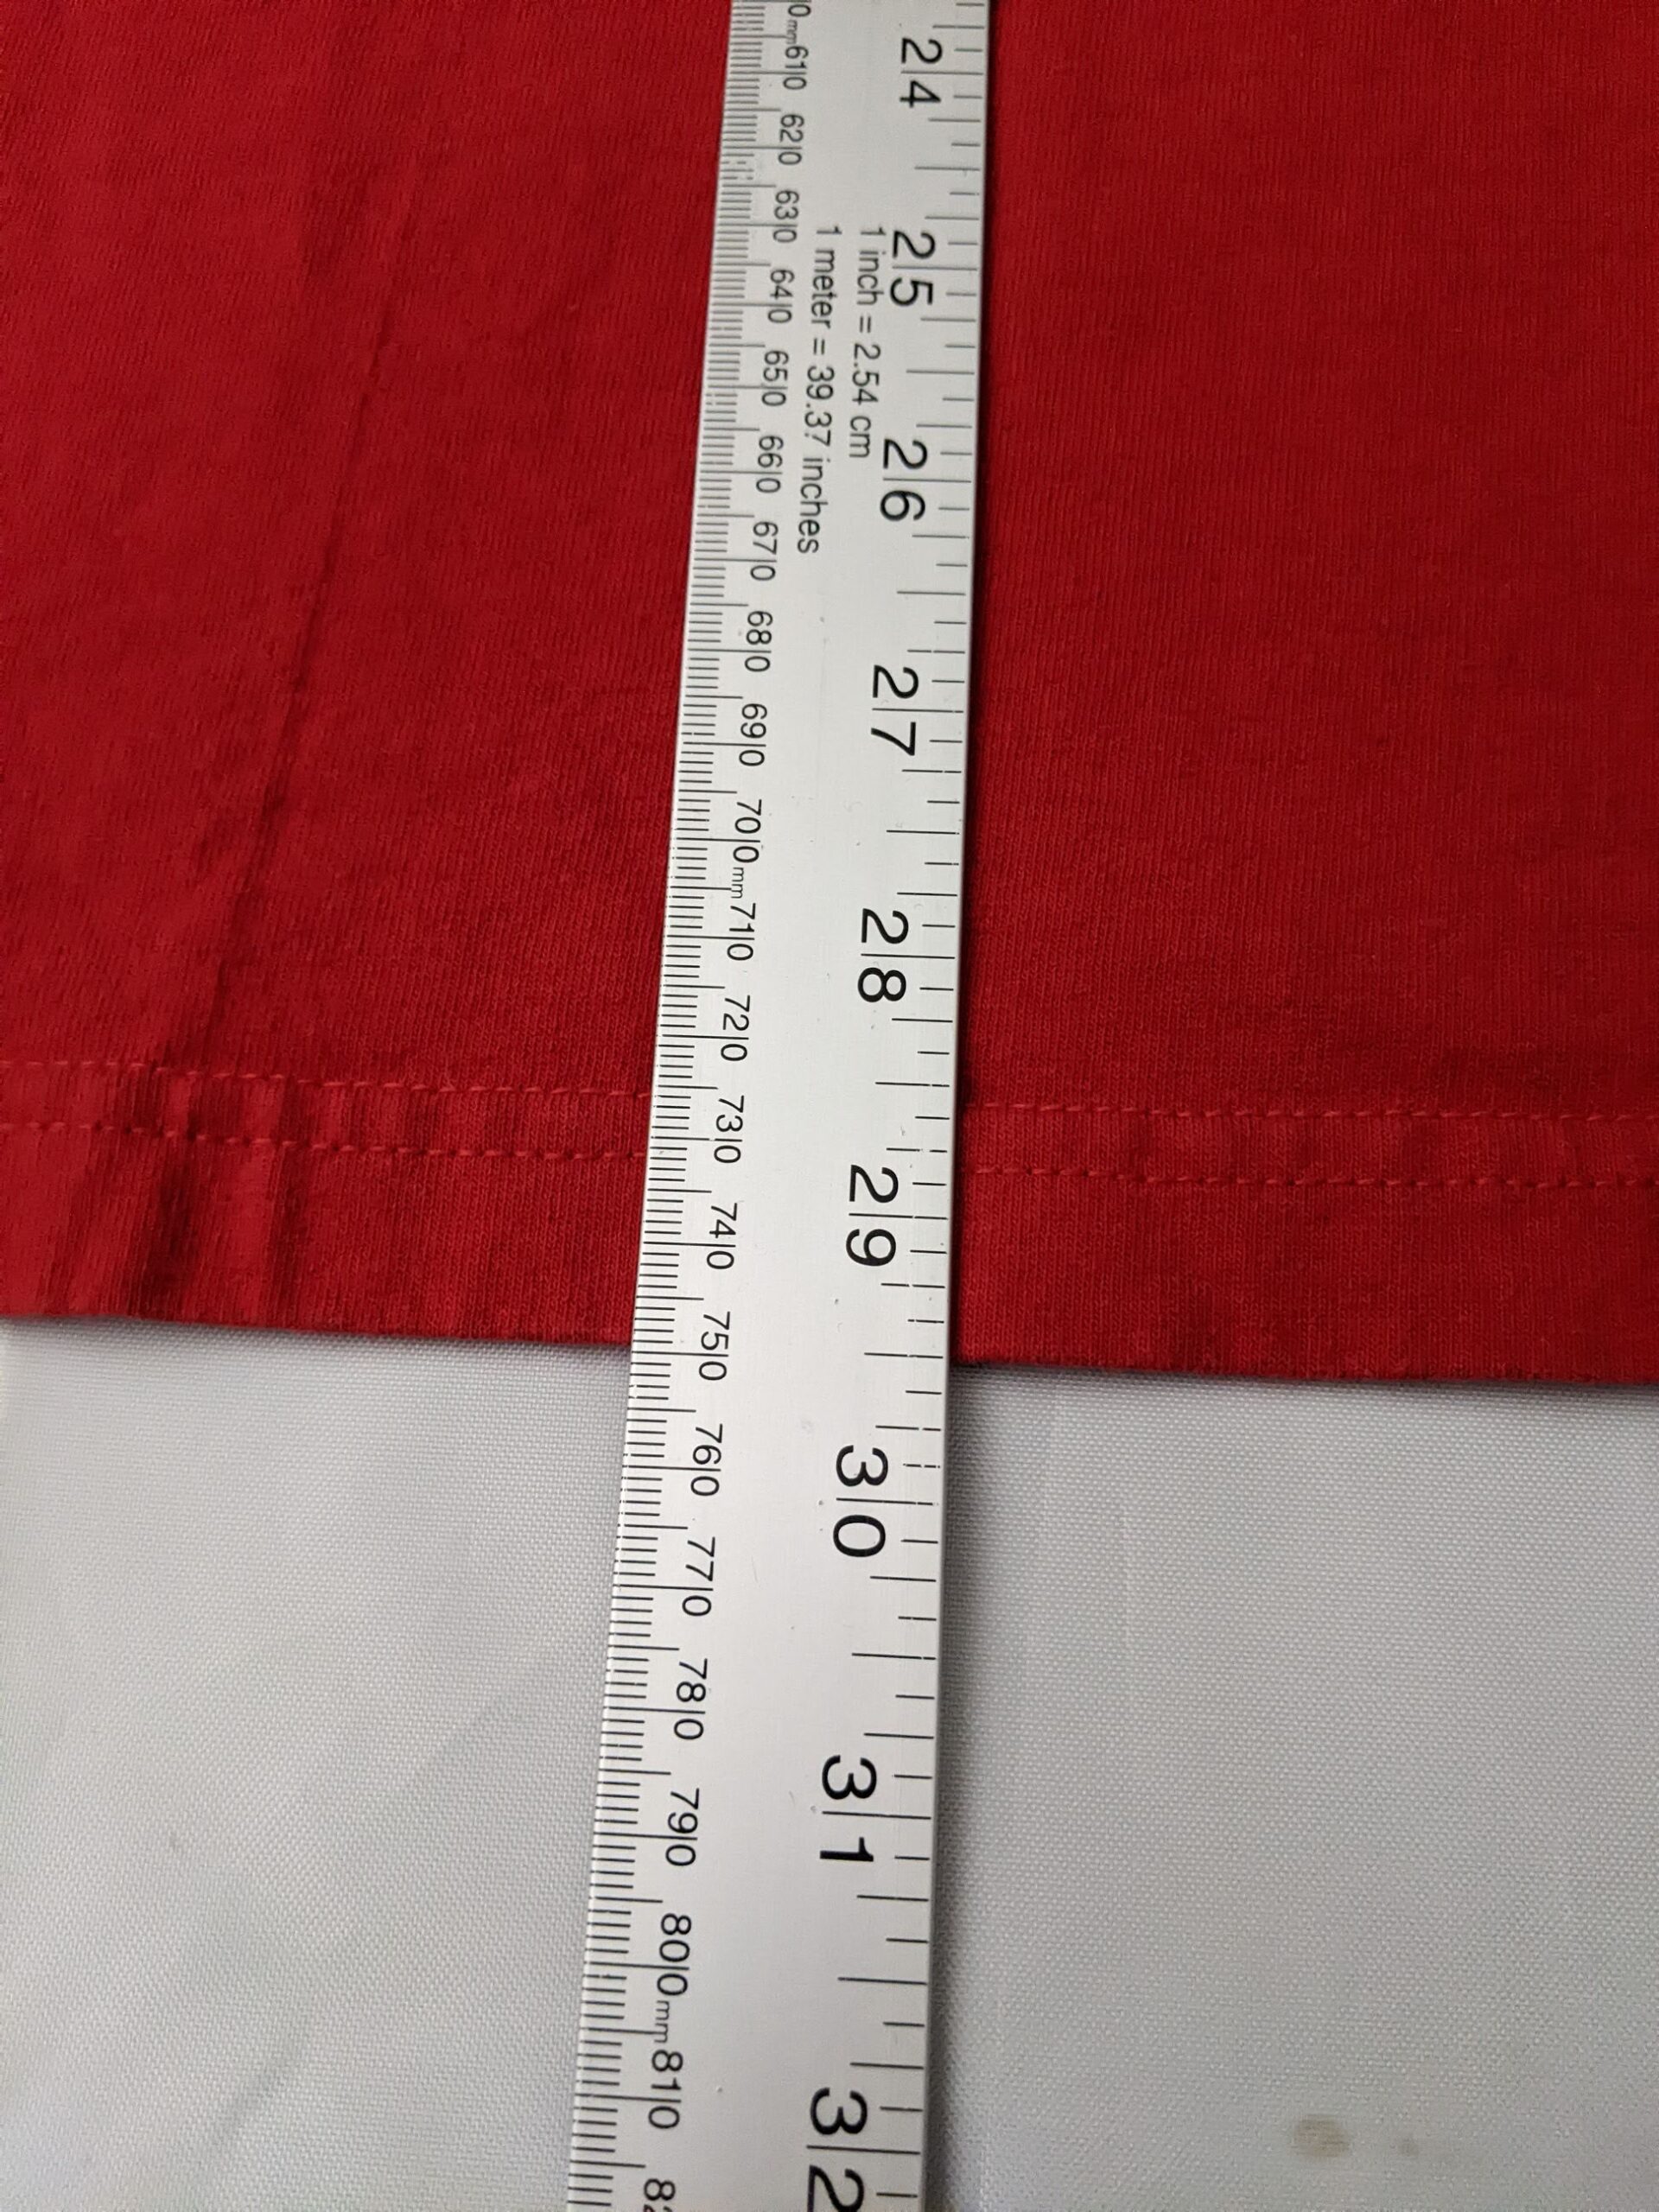 24 25 26 27 28 29 30 31 32
1 inch = 2.54 cm
1 meter = 39.37 inches
0mm 610 620 630 640 650 660 670 680 690 700mm 710 720 730 740 750 760 770 780 790 800mm 810